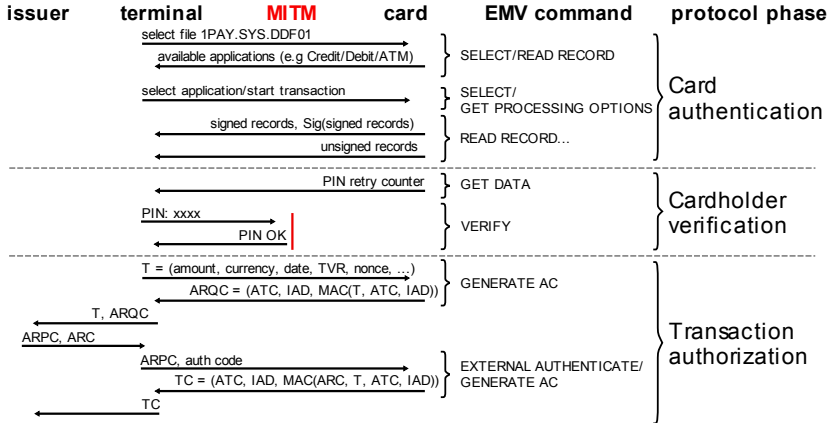 issuer terminal MITM card EMV command protocol phase
select file 1PAY.SYS.DDF01
available applications (e.g Credit/Debit/ATM)
SELECT/READ RECORD
select application/start transaction
SELECT/
GET PROCESSING OPTIONS
signed records, Sig(signed records)
unsigned records
READ RECORD...
Card
authentication
PIN retry counter
GET DATA
PIN: xxxx
PIN OK
VERIFY
Cardholder
verification
T = (amount, currency, date, TVR, nonce, ...)
ARQC = (ATC, IAD, MAC(T, ATC, IAD))
GENERATE AC
T, ARQC
ARPC, ARC
ARPC, auth code
TC = (ATC, IAD, MAC(ARC, T, ATC, IAD))
EXTERNAL AUTHENTICATE/
GENERATE AC
TC
Transaction
authorization